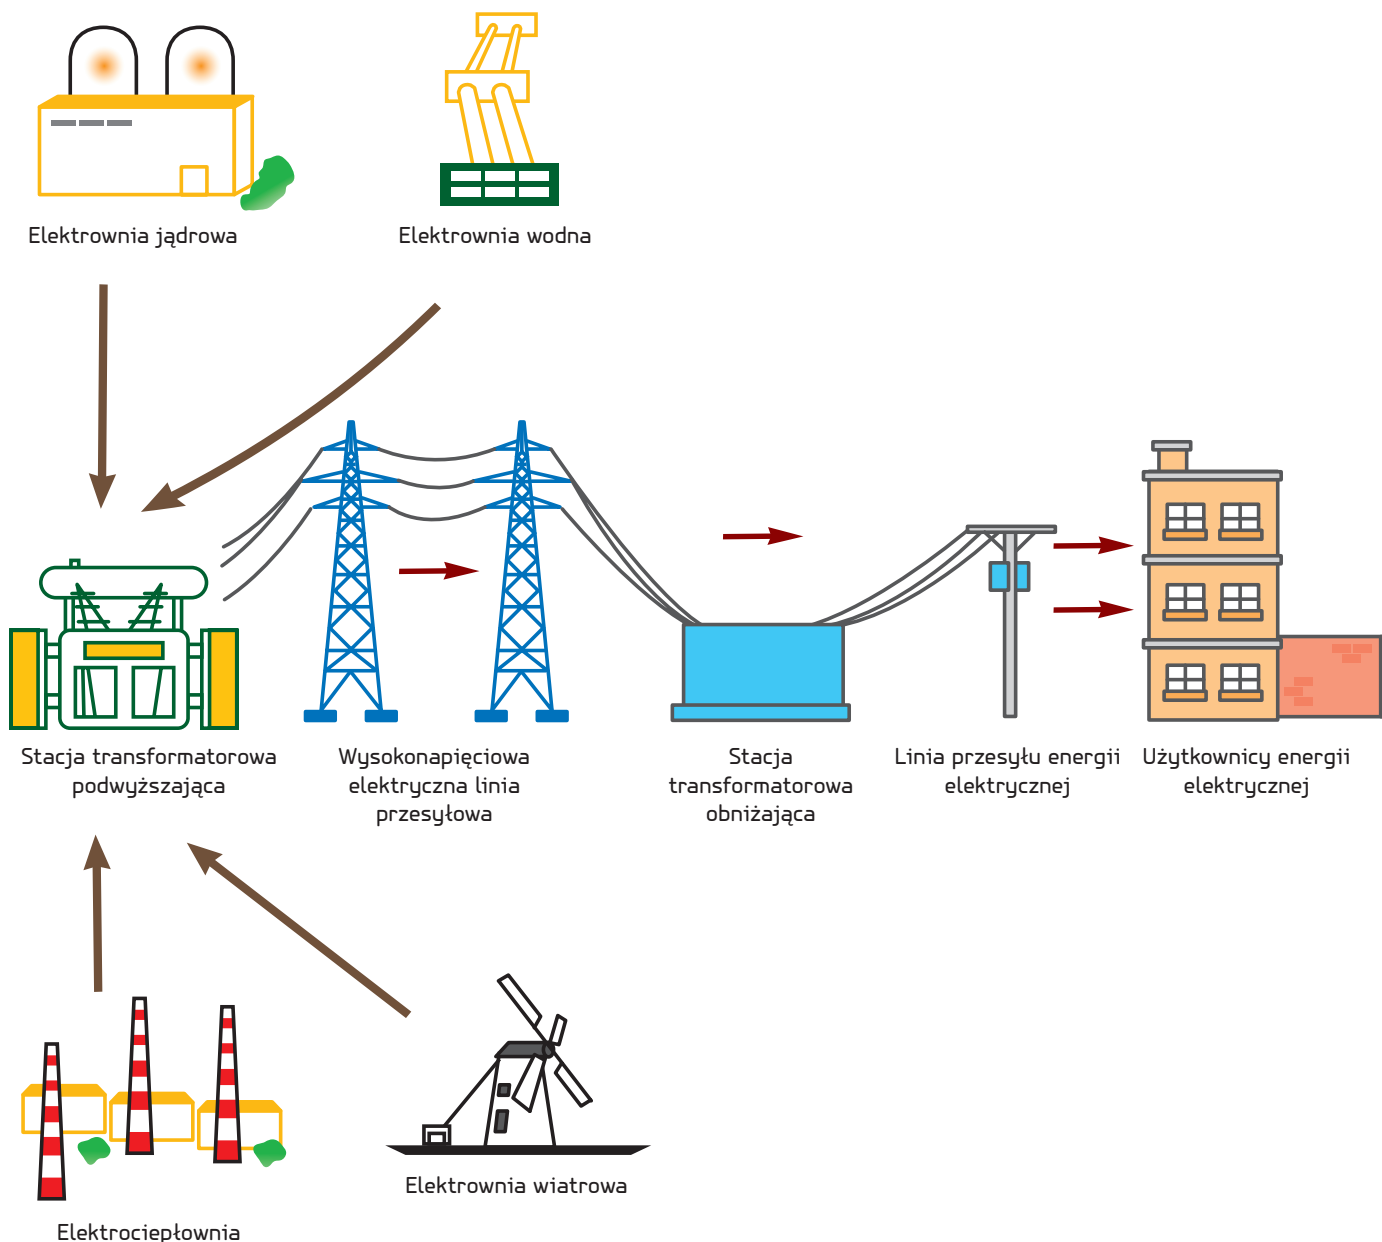 Elektrownia jądrowa
Elektrownia wodna
Stacja transformatorowa
podwyższająca
Wysokonapięciowa
elektryczna linia
przesyłowa
Stacja
transformatorowa
obniżająca
Linia przesyłu energii
elektrycznej
Użytkownicy energii
elektrycznej
Elektrownia wiatrowa
Elektrociepłownia